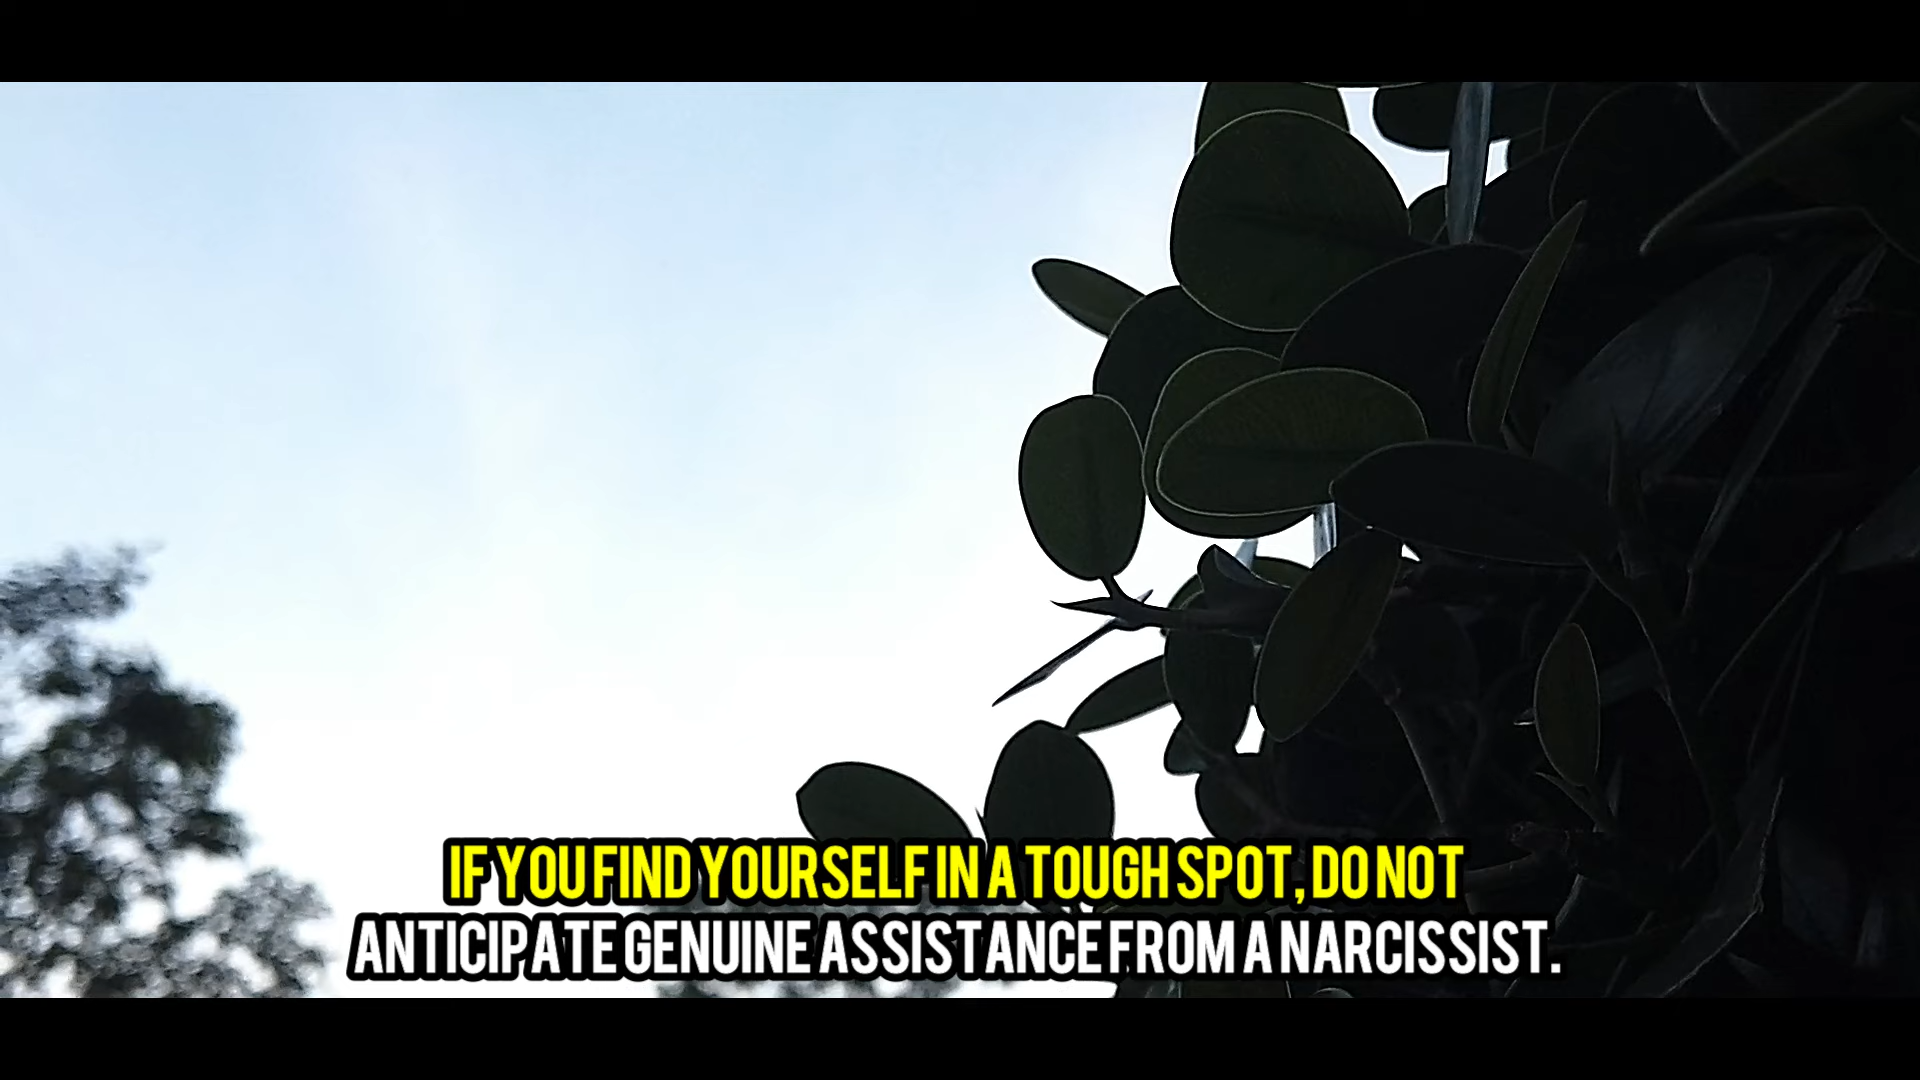 IF YOU FIND YOURSELF IN A TOUGH SPOT, DO NOT
ANTICIPATE GENUINE ASSISTANCE FROM A NARCISSIST.